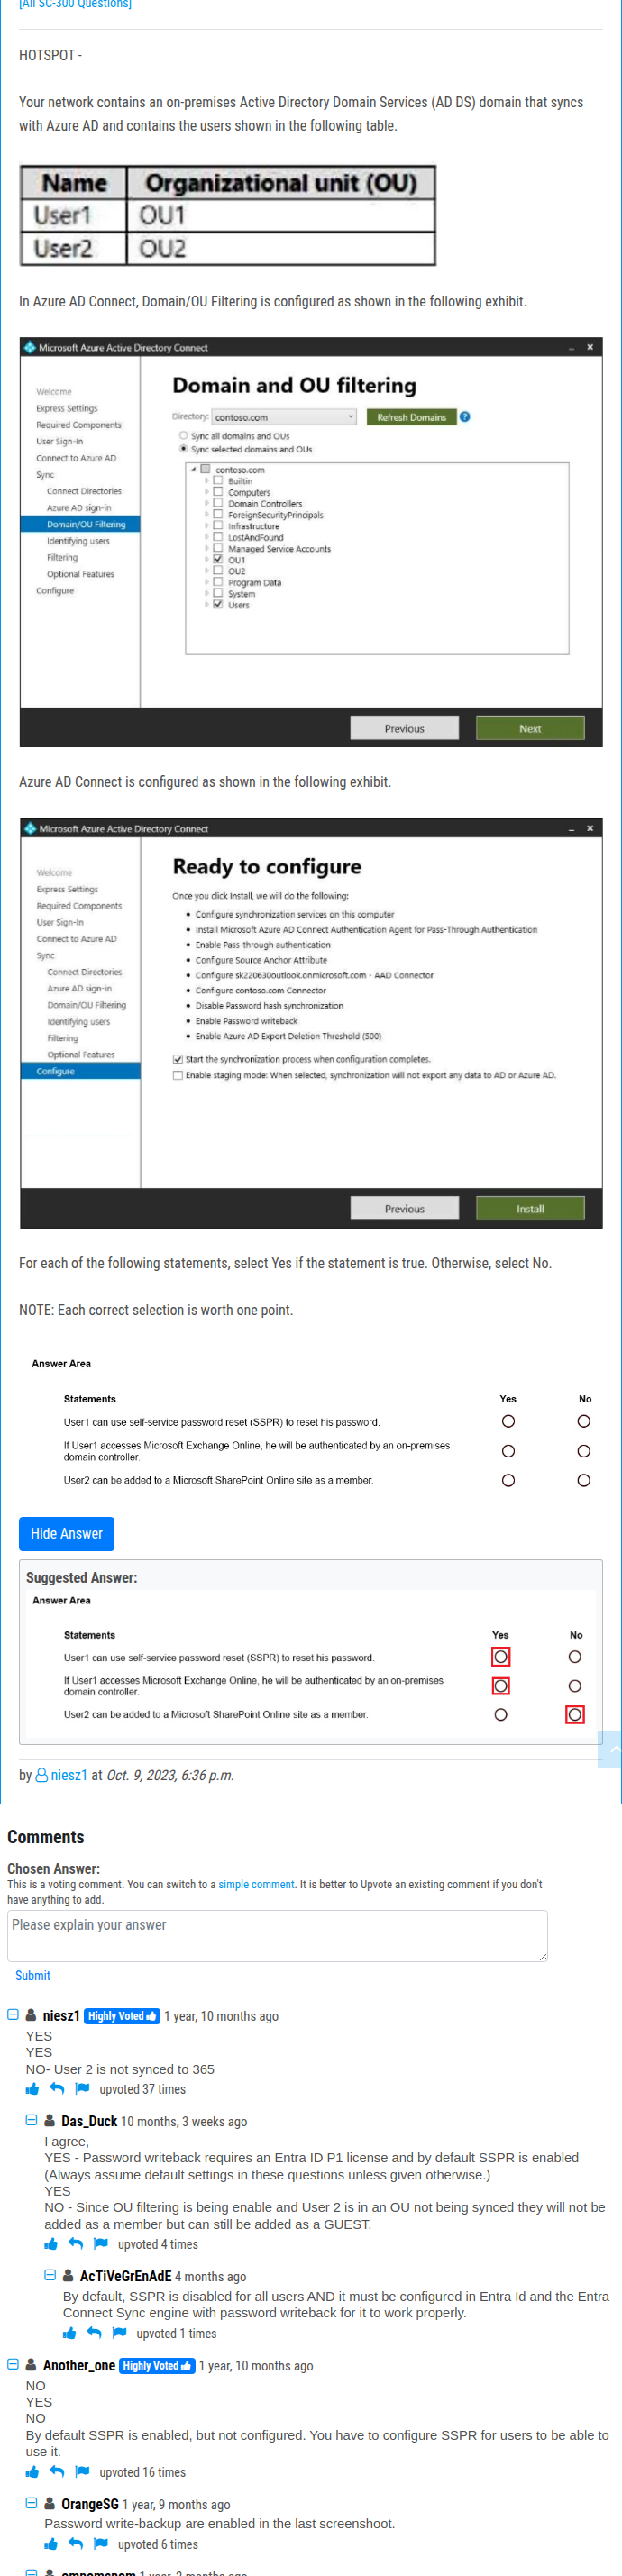 [All SC-300 Questions]
HOTSPOT -
Your network contains an on-premises Active Directory Domain Services (AD DS) domain that syncs
with Azure AD and contains the users shown in the following table.
Name Organizational unit (OU)
User1 OU1
User2 OU2
In Azure AD Connect, Domain/OU Filtering is configured as shown in the following exhibit.
Microsoft Azure Active Directory Connect
Welcome
Express Settings
Required Components
User Sign-In
Connect to Azure AD
Sync
Connect Directories
Azure AD sign-in
Domain/OU Filtering
Identifying users
Filtering
Optional Features
Configure
Domain and OU filtering
Directory: contoso.com Refresh Domains ?
Sync all domains and OUs
Sync selected domains and OUs
contoso.com
Builtin
Computers
Domain Controllers
ForeignSecurityPrincipals
Infrastructure
LostAndFound
Managed Service Accounts
OU1
OU2
Program Data
System
Users
Previous Next
Azure AD Connect is configured as shown in the following exhibit.
Microsoft Azure Active Directory Connect
Welcome
Express Settings
Required Components
User Sign-In
Connect to Azure AD
Sync
Connect Directories
Azure AD sign-in
Domain/OU Filtering
Identifying users
Filtering
Optional Features
Configure
Ready to configure
Once you click Install, we will do the following:
• Configure synchronization services on this computer
• Install Microsoft Azure AD Connect Authentication Agent for Pass-Through Authentication
• Enable Pass-through authentication
• Configure Source Anchor Attribute
• Configure sk220630outlook.onmicrosoft.com - AAD Connector
• Configure contoso.com Connector
• Disable Password hash synchronization
• Enable Password writeback
• Enable Azure AD Export Deletion Threshold (500)
Start the synchronization process when configuration completes.
Enable staging mode: When selected, synchronization will not export any data to AD or Azure AD.
Previous Install
For each of the following statements, select Yes if the statement is true. Otherwise, select No.
NOTE: Each correct selection is worth one point.
Answer Area
Statements Yes No
User1 can use self-service password reset (SSPR) to reset his password.
If User1 accesses Microsoft Exchange Online, he will be authenticated by an on-premises
domain controller.
User2 can be added to a Microsoft SharePoint Online site as a member.
Hide Answer
Suggested Answer:
Answer Area
Statements Yes No
User1 can use self-service password reset (SSPR) to reset his password.
If User1 accesses Microsoft Exchange Online, he will be authenticated by an on-premises
domain controller.
User2 can be added to a Microsoft SharePoint Online site as a member.
by niesz1 at Oct. 9, 2023, 6:36 p.m.
Comments
Chosen Answer:
This is a voting comment. You can switch to a simple comment. It is better to Upvote an existing comment if you don't
have anything to add.
Please explain your answer
Submit
niesz1 Highly Voted 1 year, 10 months ago
YES
YES
NO- User 2 is not synced to 365
upvoted 37 times
Das_Duck 10 months, 3 weeks ago
I agree,
YES - Password writeback requires an Entra ID P1 license and by default SSPR is enabled
(Always assume default settings in these questions unless given otherwise.)
YES
NO - Since OU filtering is being enable and User 2 is in an OU not being synced they will not be
added as a member but can still be added as a GUEST.
upvoted 4 times
AcTiVeGrEnAdE 4 months ago
By default, SSPR is disabled for all users AND it must be configured in Entra Id and the Entra
Connect Sync engine with password writeback for it to work properly.
upvoted 1 times
Another_one Highly Voted 1 year, 10 months ago
NO
YES
NO
By default SSPR is enabled, but not configured. You have to configure SSPR for users to be able to
use it.
upvoted 16 times
OrangeSG 1 year, 9 months ago
Password write-backup are enabled in the last screenshoot.
upvoted 6 times